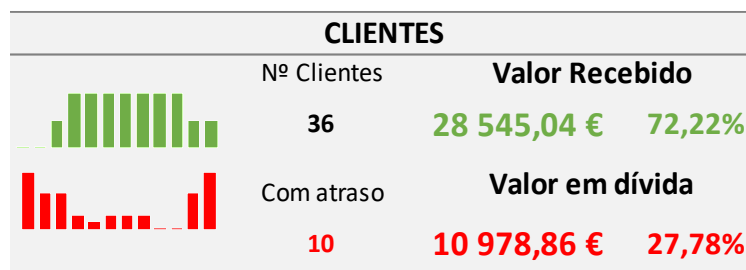 CLIENTES
Nº Clientes Valor Recebido
36 28 545,04 € 72,22%
Com atraso Valor em dívida
10 10 978,86 € 27,78%